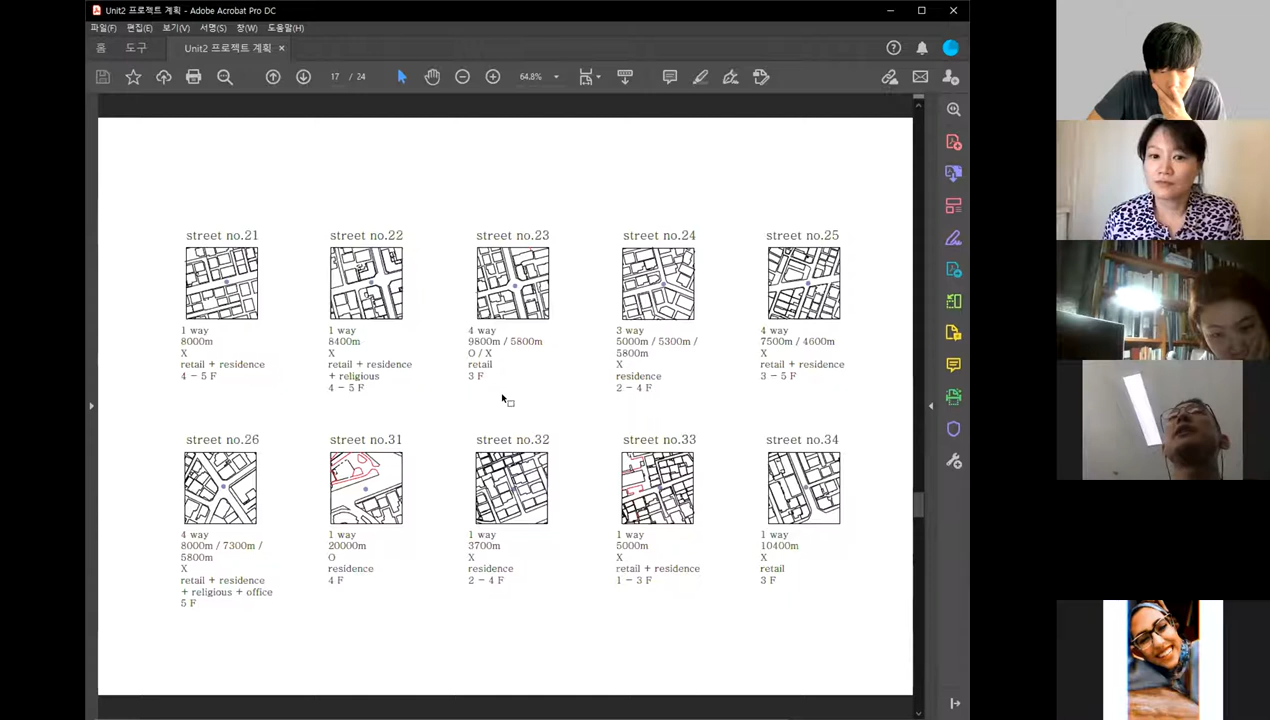 Unit2 프로젝트 계획 - Adobe Acrobat Pro DC
파일(F) 편집(E) 보기(V) 서명(S) 창(W) 도움말(H)
홈 도구 Unit2 프로젝트 계획 ×
17 / 24 64.8%
street no.21
1 way
8000m
X
retail + residence
4 - 5 F
street no.22
1 way
8400m
X
retail + residence
+ religious
4 - 5 F
street no.23
4 way
9800m / 5800m
O / X
retail
3 F
street no.24
3 way
5000m / 5300m /
5800m
X
residence
2 - 4 F
street no.25
4 way
7500m / 4600m
X
retail + residence
3 - 5 F
street no.26
4 way
8000m / 7300m /
5800m
X
retail + residence
+ religious + office
5 F
street no.31
1 way
20000m
O
residence
4 F
street no.32
1 way
3700m
X
residence
2 - 4 F
street no.33
1 way
5000m
X
retail + residence
1 - 3 F
street no.34
1 way
10400m
X
retail
3 F